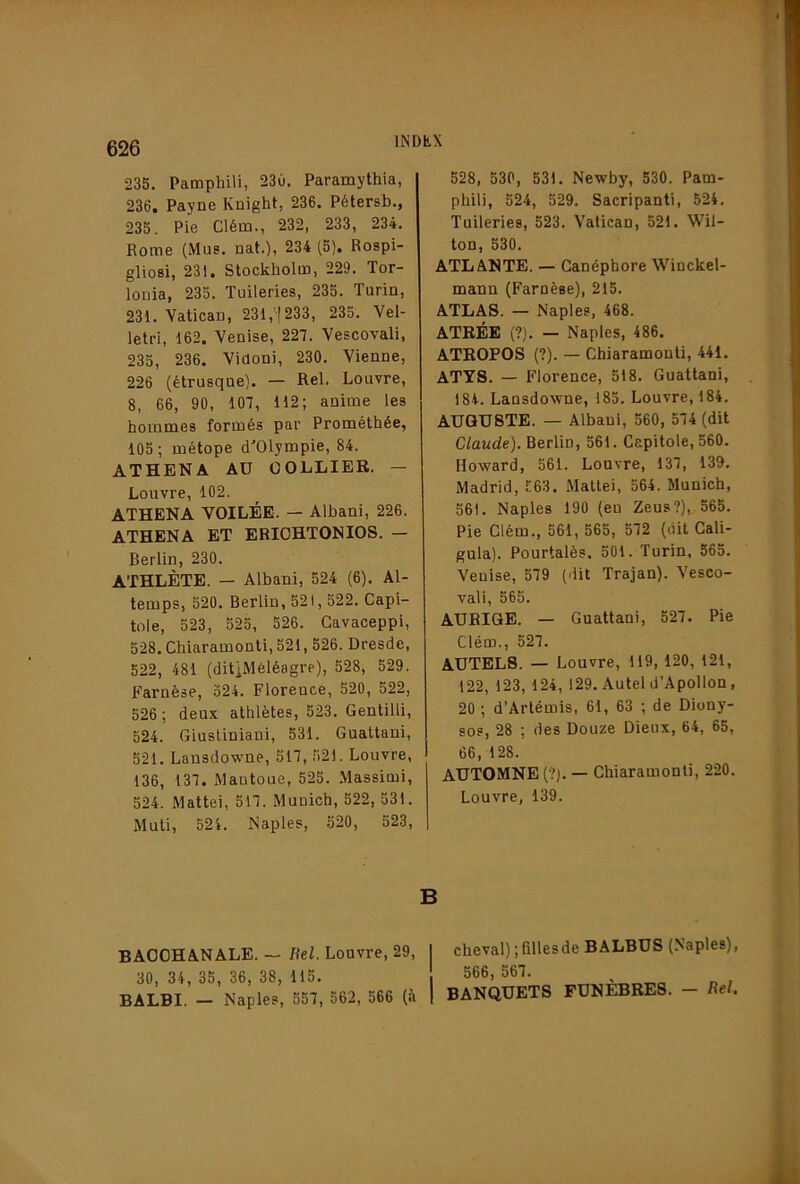 626
INDEX
235. Pamphili, 230. Paramythia,
236. Payne Knight, 236. Pétersb.,
235. Pie Clém., 232, 233, 234.
Rome (Mus. nat.), 234 (5). Rospi-
gliosi, 231. Stockholm, 229. Tor-
lonia, 235. Tuileries, 235. Turin,
231. Vatican, 231, 233, 235. Vel-
letri, 162. Venise, 227. Vescovali,
235, 236. Vidoni, 230. Vienne,
226 (étrusque). — Rel. Louvre,
8, 66, 90, 107, 112; anime les
hommes formés par Prométhée,
105; métope d'Olympie, 84.
ATHENA AU COLLIER. —
Louvre, 102.
ATHENA VOILÉE. — Albani, 226.
ATHENA ET ERICHTONIOS. —
Berlin, 230.
ATHLÈTE. — Albani, 524 (6). Al-
temps, 520. Berlin, 521, 522. Capi-
tole, 523, 525, 526. Cavaceppi,
528. Chiaramonti, 521, 526. Dresde,
522, 481 (dit Méléagre), 528, 529.
Farnèse, 524. Florence, 520, 522,
526; deux athlètes, 523. Gentilli,
524. Giustiniani, 531. Guattani,
521. Lansdowne, 517, 521. Louvre,
136, 137. Mantoue, 525. Massimi,
524. Mattei, 517. Munich, 522, 531.
Muti, 524. Naples, 520, 523,
528, 530, 531. Newby, 530. Pam-
phili, 524, 529. Sacripanti, 524.
Tuileries, 523. Vatican, 521. Wil-
ton, 530.
ATLANTE. — Canéphore Winckel-
mann (Farnèse), 215.
ATLAS. — Naples, 468.
ATRÉE (?). — Naples, 486.
ATROPOS (?). — Chiaramonti, 441.
ATYS. — Florence, 518. Guattani,
184. Lansdowne, 185. Louvre, 184.
AUGUSTE. — Albani, 560, 574 (dit
Claude). Berlin, 561. Capitole, 560.
Howard, 561. Louvre, 137, 139.
Madrid, 563. Mattei, 564. Munich,
561. Naples 190 (en Zeus?), 565.
Pie Clém., 561, 565, 572 (dit Cali-
gula). Pourtalès, 501. Turin, 565.
Venise, 579 (dit Trajan). Vesco-
vali, 565.
AURIGE. — Guattani, 527. Pie
Clém., 527.
AUTELS. — Louvre, 119, 120, 121,
122, 123, 124, 129. Autel d'Apollon,
20; d'Artémis, 61, 63; de Diony-
sos, 28; des Douze Dieux, 64, 65,
66, 128.
AUTOMNE (?). — Chiaramonti, 220.
Louvre, 139.
B
BACCHANALE. — Rel. Louvre, 29,
30, 34, 35, 36, 38, 115.
BALBI. — Naples, 557, 562, 566 (à
cheval); filles de BALBUS (Naples),
566, 567.
BANQUETS FUNÈBRES. — Rel.